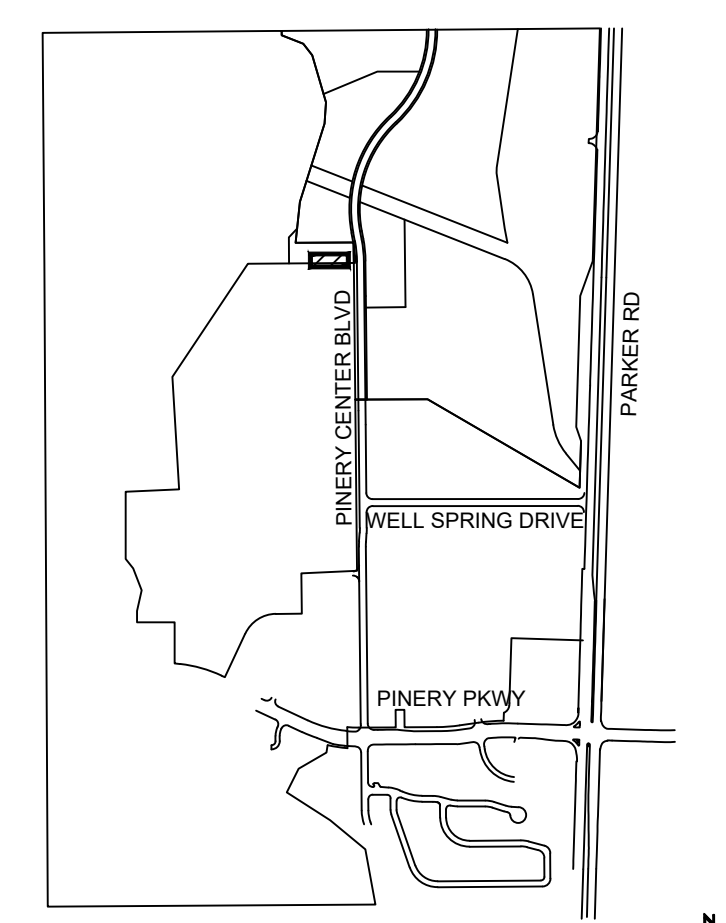 PINERY CENTER BLVD
PARKER RD
WELL SPRING DRIVE
PINERY PKWY